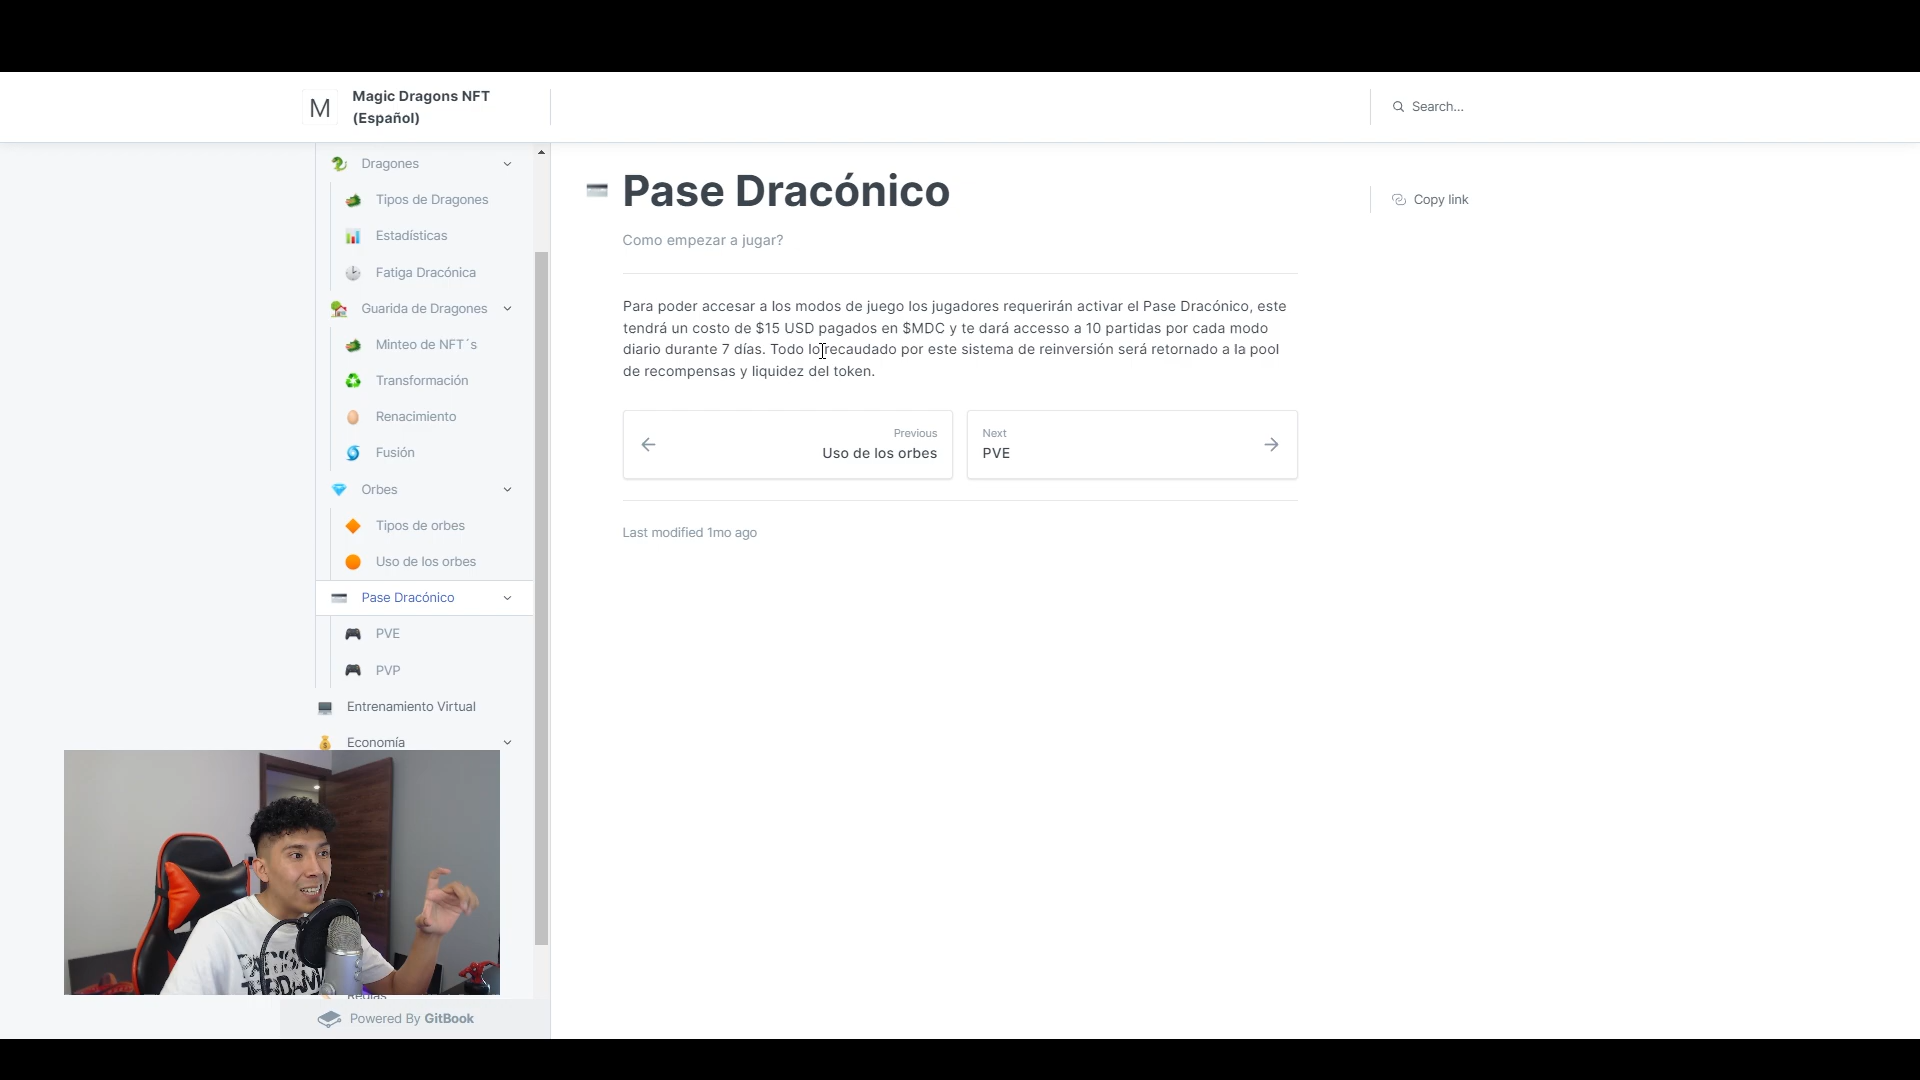 M
Magic Dragons NFT
(Español)
Search...
Dragones
Tipos de Dragones
Estadísticas
Fatiga Dracónica
Guarida de Dragones
Minteo de NFT´s
Transformación
Renacimiento
Fusión
Orbes
Tipos de orbes
Uso de los orbes
Pase Dracónico
PVE
PVP
Entrenamiento Virtual
Economía
Reglas
Powered By GitBook
Pase Dracónico
Como empezar a jugar?
Para poder accesar a los modos de juego los jugadores requerirán activar el Pase Dracónico, este
tendrá un costo de $15 USD pagados en $MDC y te dará accesso a 10 partidas por cada modo
diario durante 7 días. Todo lo recaudado por este sistema de reinversión será retornado a la pool
de recompensas y liquidez del token.
Previous
Uso de los orbes
Next
PVE
Last modified 1mo ago
Copy link